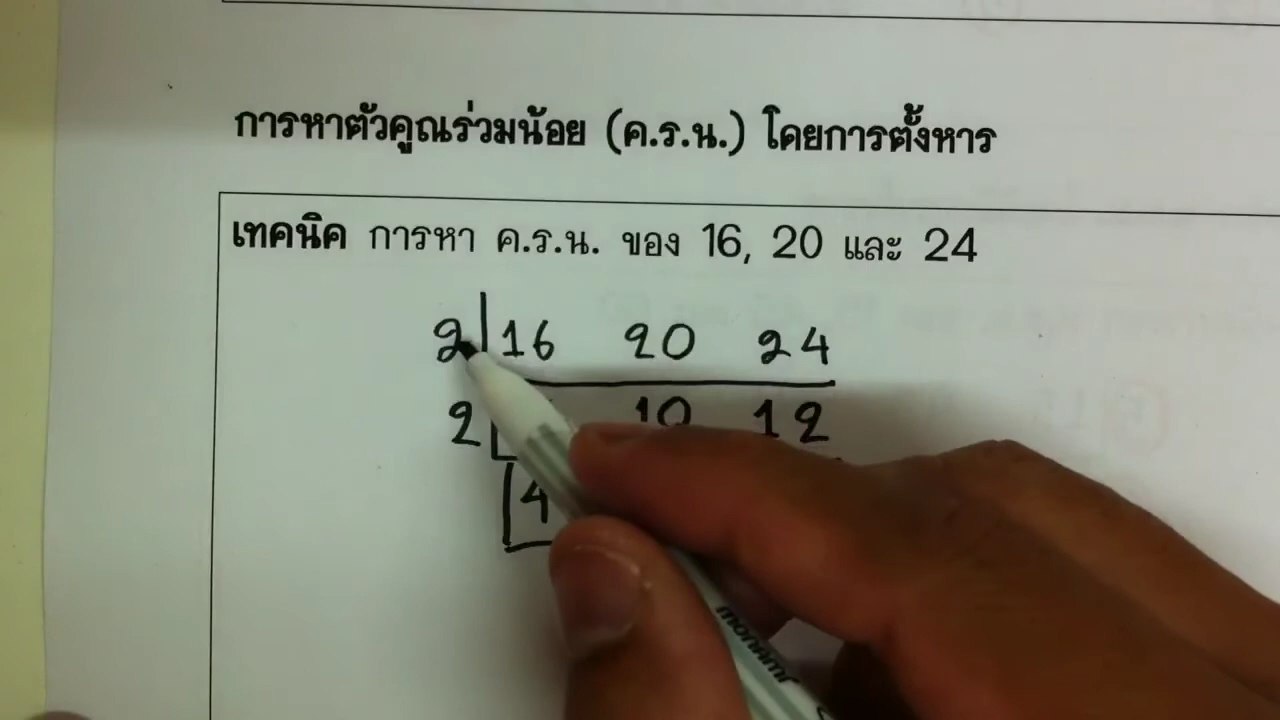 การหาตัวคูณร่วมน้อย (ค.ร.น.) โดยการตั้งหาร
เทคนิค การหา ค.ร.น. ของ 16, 20 และ 24
2 16 20 24
2 10 12
4
monami